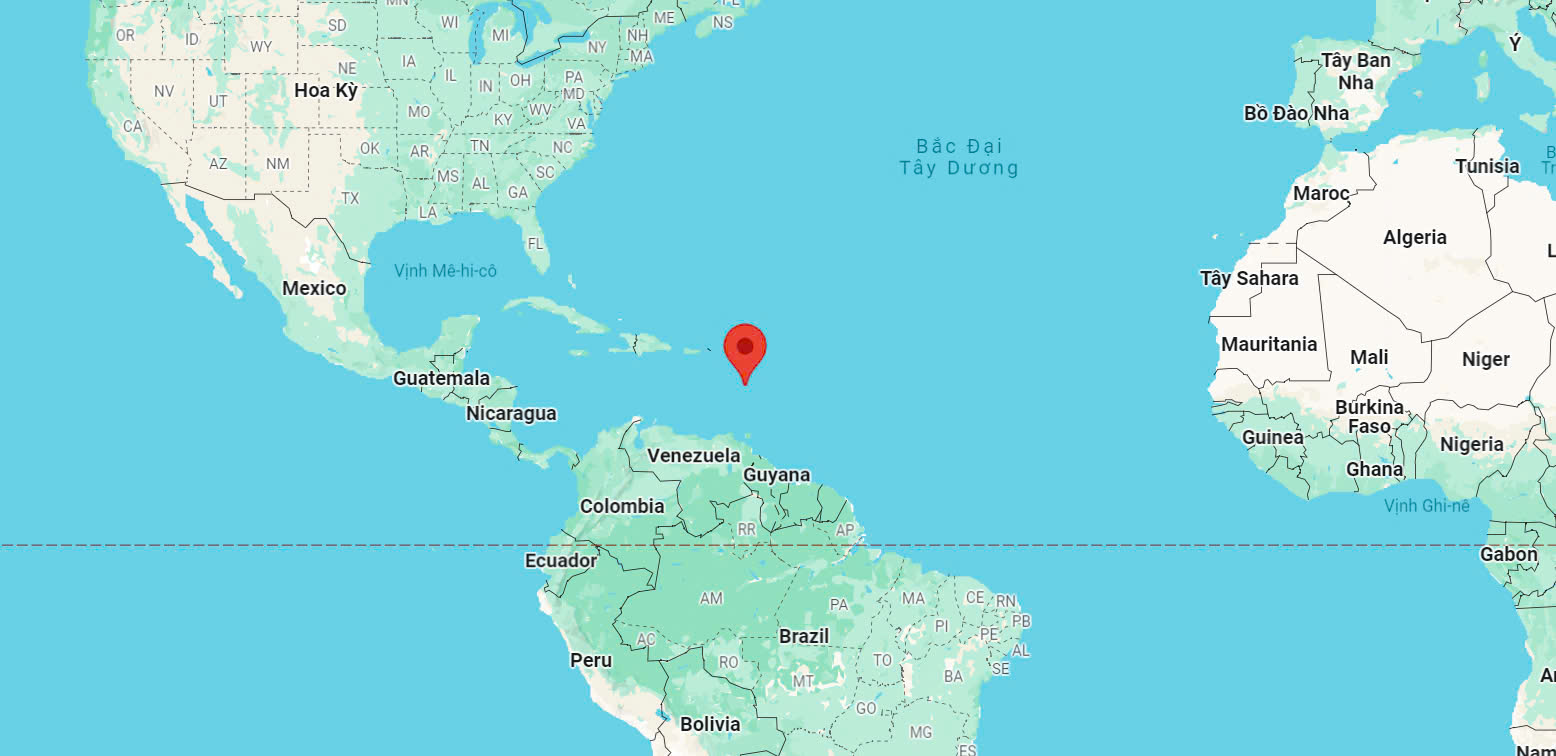 MN
ME
NS
OR
ID
WY
SD
WI
MI
NY
NH
MA
Ý
NV
UT
NE
Hoa Kỳ
IA
IL
IN
OH
PA
MD
Tây Ban
Nha
CA
MO
KY
WV
VA
Bồ Đào Nha
AZ
NM
OK
AR
TN
NC
Bắc Đại
Tây Dương
Tunisia
TX
MS
AL
GA
SC
Maroc
LA
FL
Algeria
Vịnh Mê-hi-cô
Tây Sahara
Mexico
Mauritania
Mali
Niger
Guatemala
Nicaragua
Burkina
Faso
Guinea
Nigeria
Venezuela
Guyana
Ghana
Colombia
Vịnh Ghi-nê
RR
AP
Ecuador
Gabon
AM
PA
MA
CE
RN
PB
PI
PE
AC
Brazil
AL
Peru
RO
TO
SE
MT
BA
GO
Bolivia
MG
ES